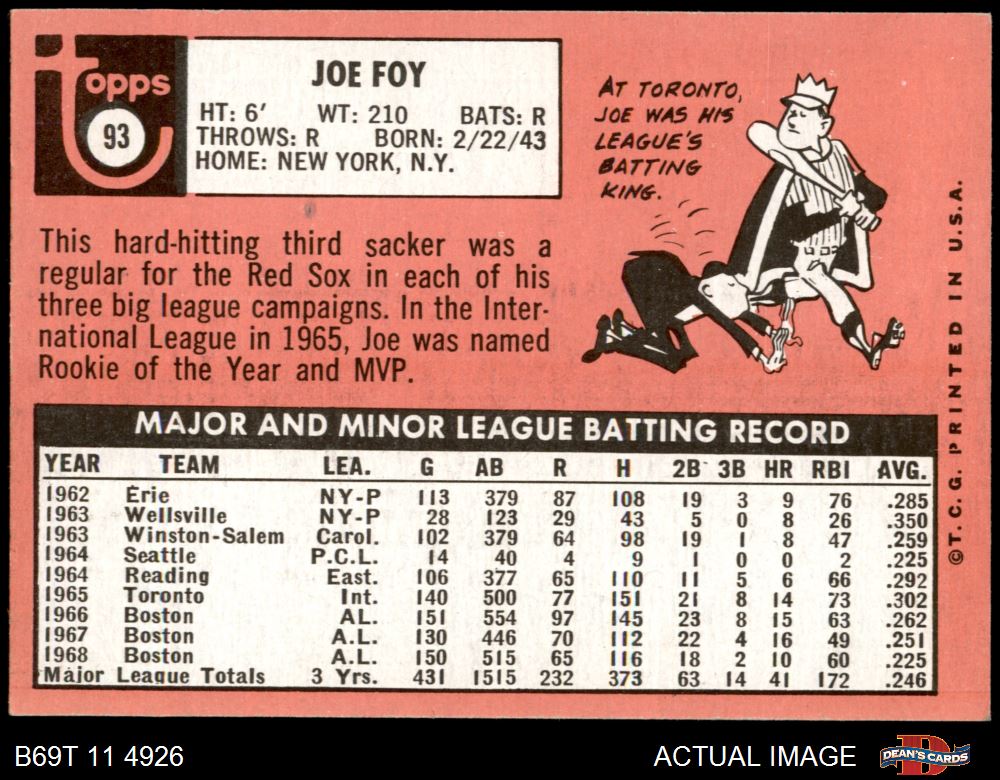 Topps
93
JOE FOY
HT: 6' WT: 210 BATS: R
THROWS: R BORN: 2/22/43
HOME: NEW YORK, N.Y.
AT TORONTO,
JOE WAS HIS
LEAGUE'S
BATTING
KING.
This hard-hitting third sacker was a
regular for the Red Sox in each of his
three big league campaigns. In the Inter-
national League in 1965, Joe was named
Rookie of the Year and MVP.
©T.C.G. PRINTED IN U.S.A.
MAJOR AND MINOR LEAGUE BATTING RECORD
YEAR TEAM LEA. G AB R H 2B 3B HR RBI AVG.
1962 Erie NY-P 113 379 87 108 19 3 9 76 .285
1963 Wellsville NY-P 28 123 29 43 5 0 8 26 .350
1963 Winston-Salem Carol. 102 379 64 98 19 1 8 47 .259
1964 Seattle P.C.L. 14 40 4 9 1 0 0 2 .225
1964 Reading East. 106 377 65 110 11 5 6 66 .292
1965 Toronto Int. 140 500 77 151 21 8 14 73 .302
1966 Boston AL. 151 554 97 145 23 8 15 63 .262
1967 Boston A.L. 130 446 70 112 22 4 16 49 .251
1968 Boston A.L. 150 515 65 116 18 2 10 60 .225
Major League Totals 3 Yrs. 431 1515 232 373 63 14 41 172 .246
B69T 11 4926
ACTUAL IMAGE
DEAN'S CARDS